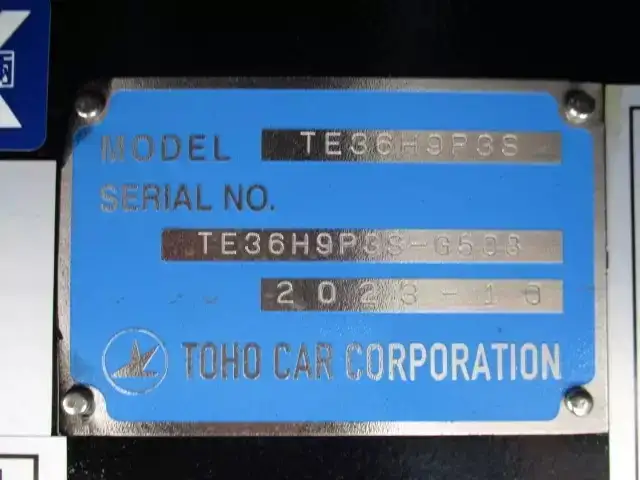 MODEL TE36H9P3S
SERIAL NO.
TE36H9P3S-G503
2023-10
TOHO CAR CORPORATION